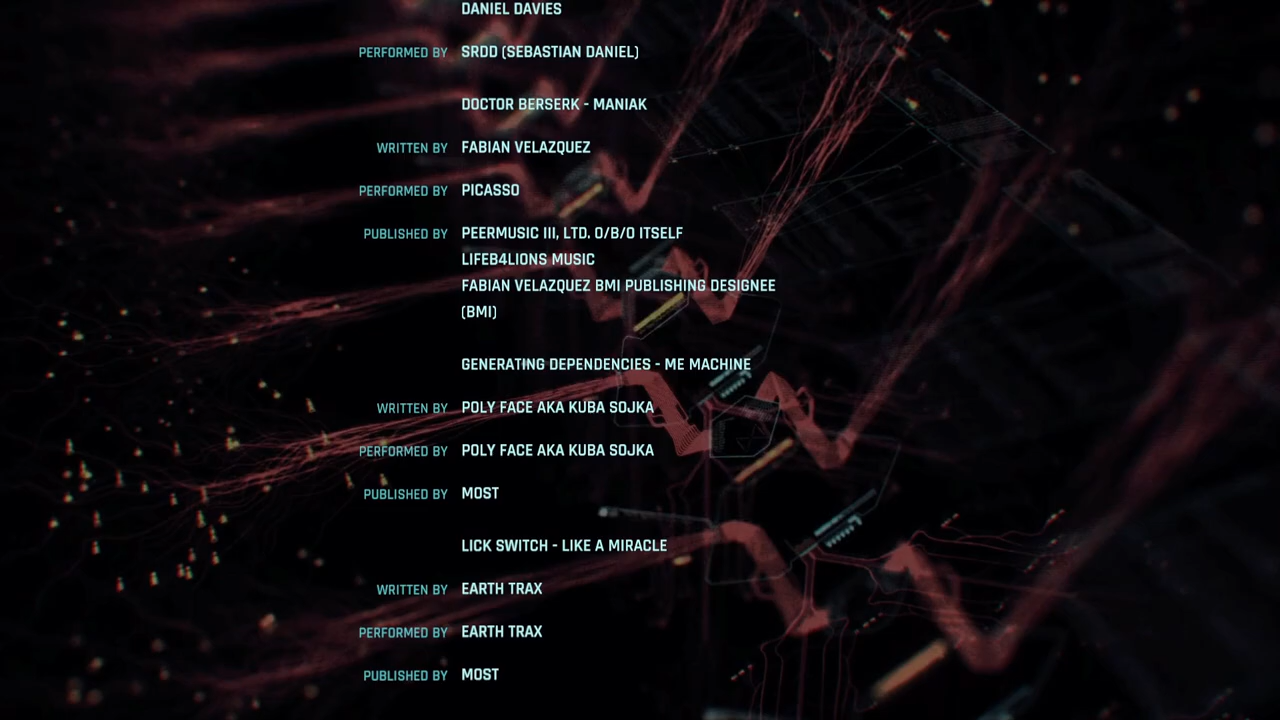 DANIEL DAVIES
PERFORMED BY SRDD (SEBASTIAN DANIEL)
DOCTOR BERSERK - MANIAK
WRITTEN BY FABIAN VELAZQUEZ
PERFORMED BY PICASSO
PUBLISHED BY PEERMUSIC III, LTD. O/B/O ITSELF
LIFEB4LIONS MUSIC
FABIAN VELAZQUEZ BMI PUBLISHING DESIGNEE
(BMI)
GENERATING DEPENDENCIES - ME MACHINE
WRITTEN BY POLY FACE AKA KUBA SOJKA
PERFORMED BY POLY FACE AKA KUBA SOJKA
PUBLISHED BY MOST
LICK SWITCH - LIKE A MIRACLE
WRITTEN BY EARTH TRAX
PERFORMED BY EARTH TRAX
PUBLISHED BY MOST